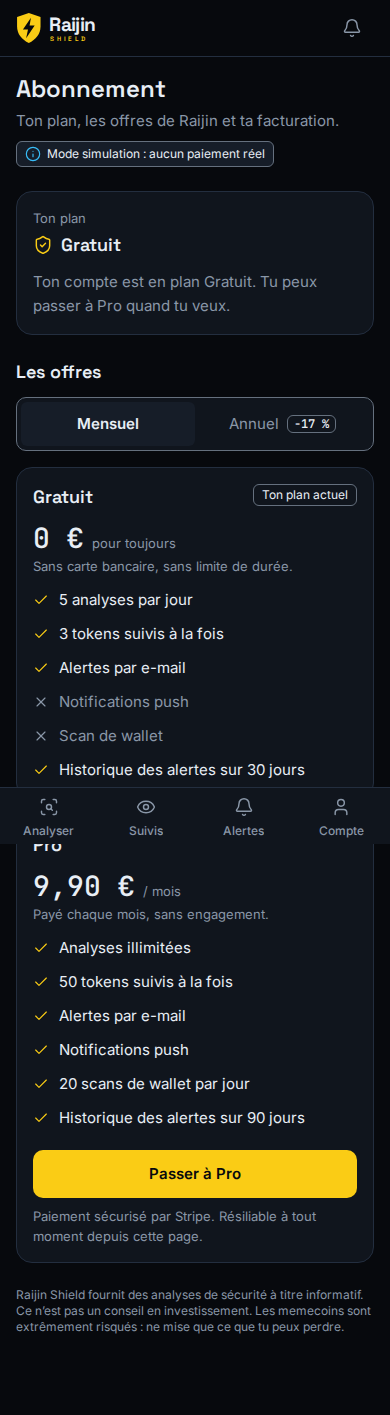 Raijin
SHIELD
Abonnement
Ton plan, les offres de Raijin et ta facturation.
Mode simulation : aucun paiement réel
Ton plan
Gratuit
Ton compte est en plan Gratuit. Tu peux
passer à Pro quand tu veux.
Les offres
Mensuel
Annuel -17 %
Gratuit
Ton plan actuel
0 € pour toujours
Sans carte bancaire, sans limite de durée.
5 analyses par jour
3 tokens suivis à la fois
Alertes par e-mail
Notifications push
Scan de wallet
Historique des alertes sur 30 jours
Analyser
Suivis
Alertes
Compte
Pro
9,90 € / mois
Payé chaque mois, sans engagement.
Analyses illimitées
50 tokens suivis à la fois
Alertes par e-mail
Notifications push
20 scans de wallet par jour
Historique des alertes sur 90 jours
Passer à Pro
Paiement sécurisé par Stripe. Résiliable à tout
moment depuis cette page.
Raijin Shield fournit des analyses de sécurité à titre informatif.
Ce n'est pas un conseil en investissement. Les memecoins sont
extrêmement risqués : ne mise que ce que tu peux perdre.